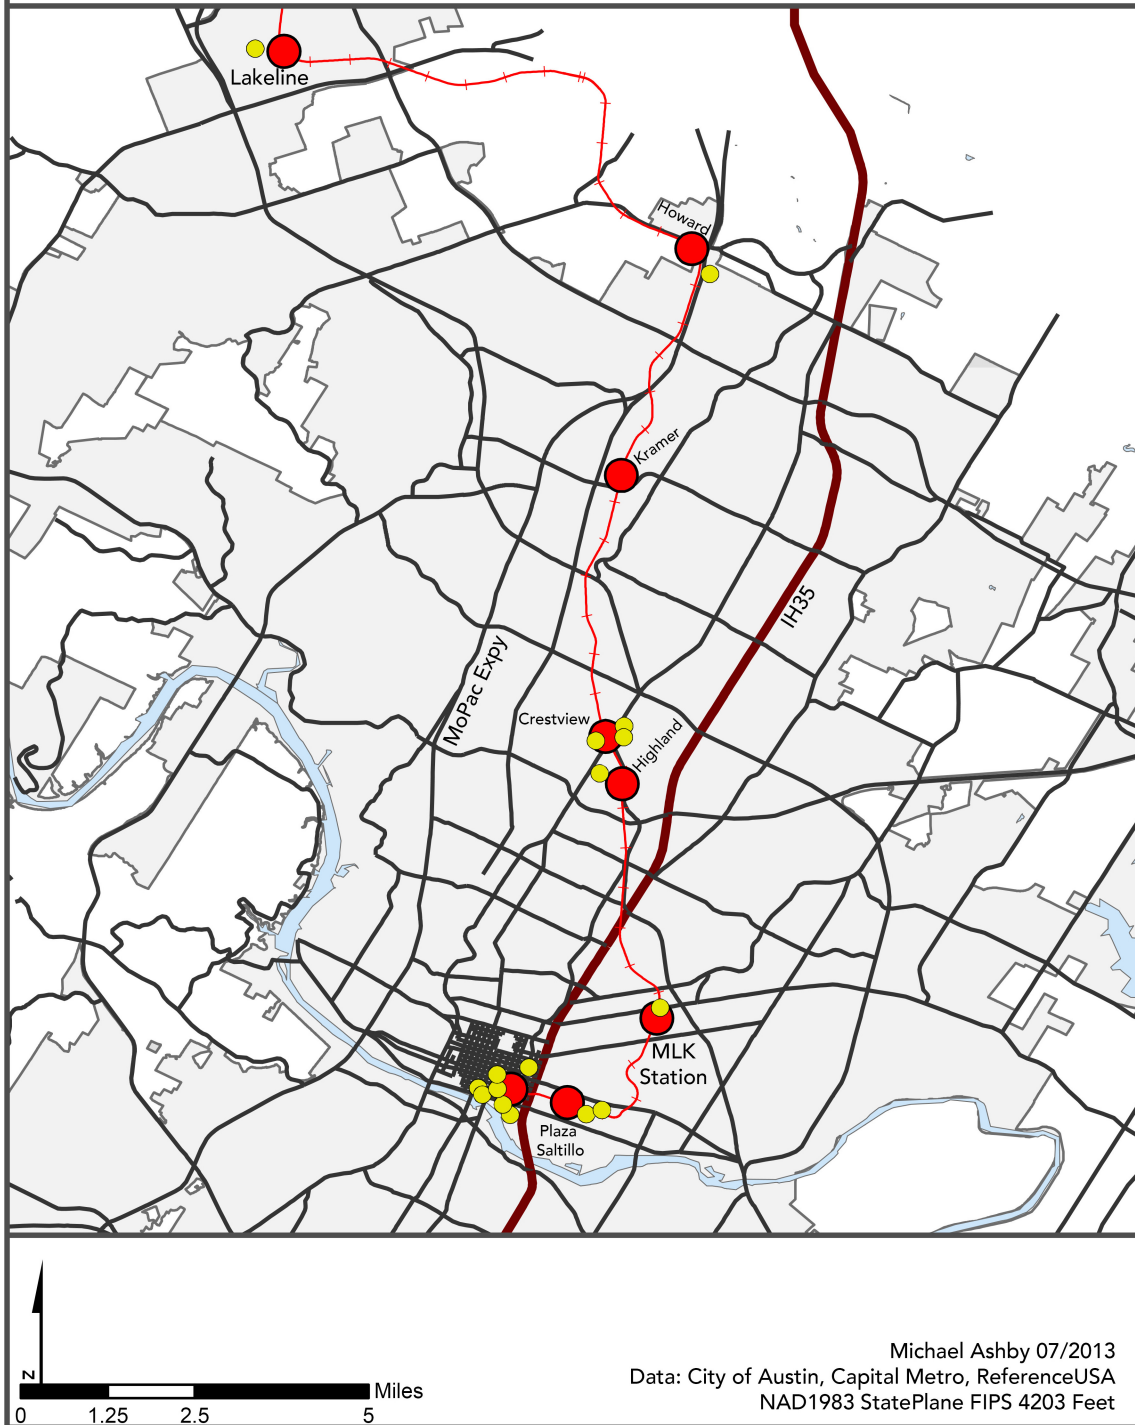 Lakeline
Howard
Kramer
IH35
MoPac Expy
Crestview
Highland
MLK
Station
Plaza
Saltillo
N
Miles
0 1.25 2.5 5
Michael Ashby 07/2013
Data: City of Austin, Capital Metro, ReferenceUSA
NAD1983 StatePlane FIPS 4203 Feet